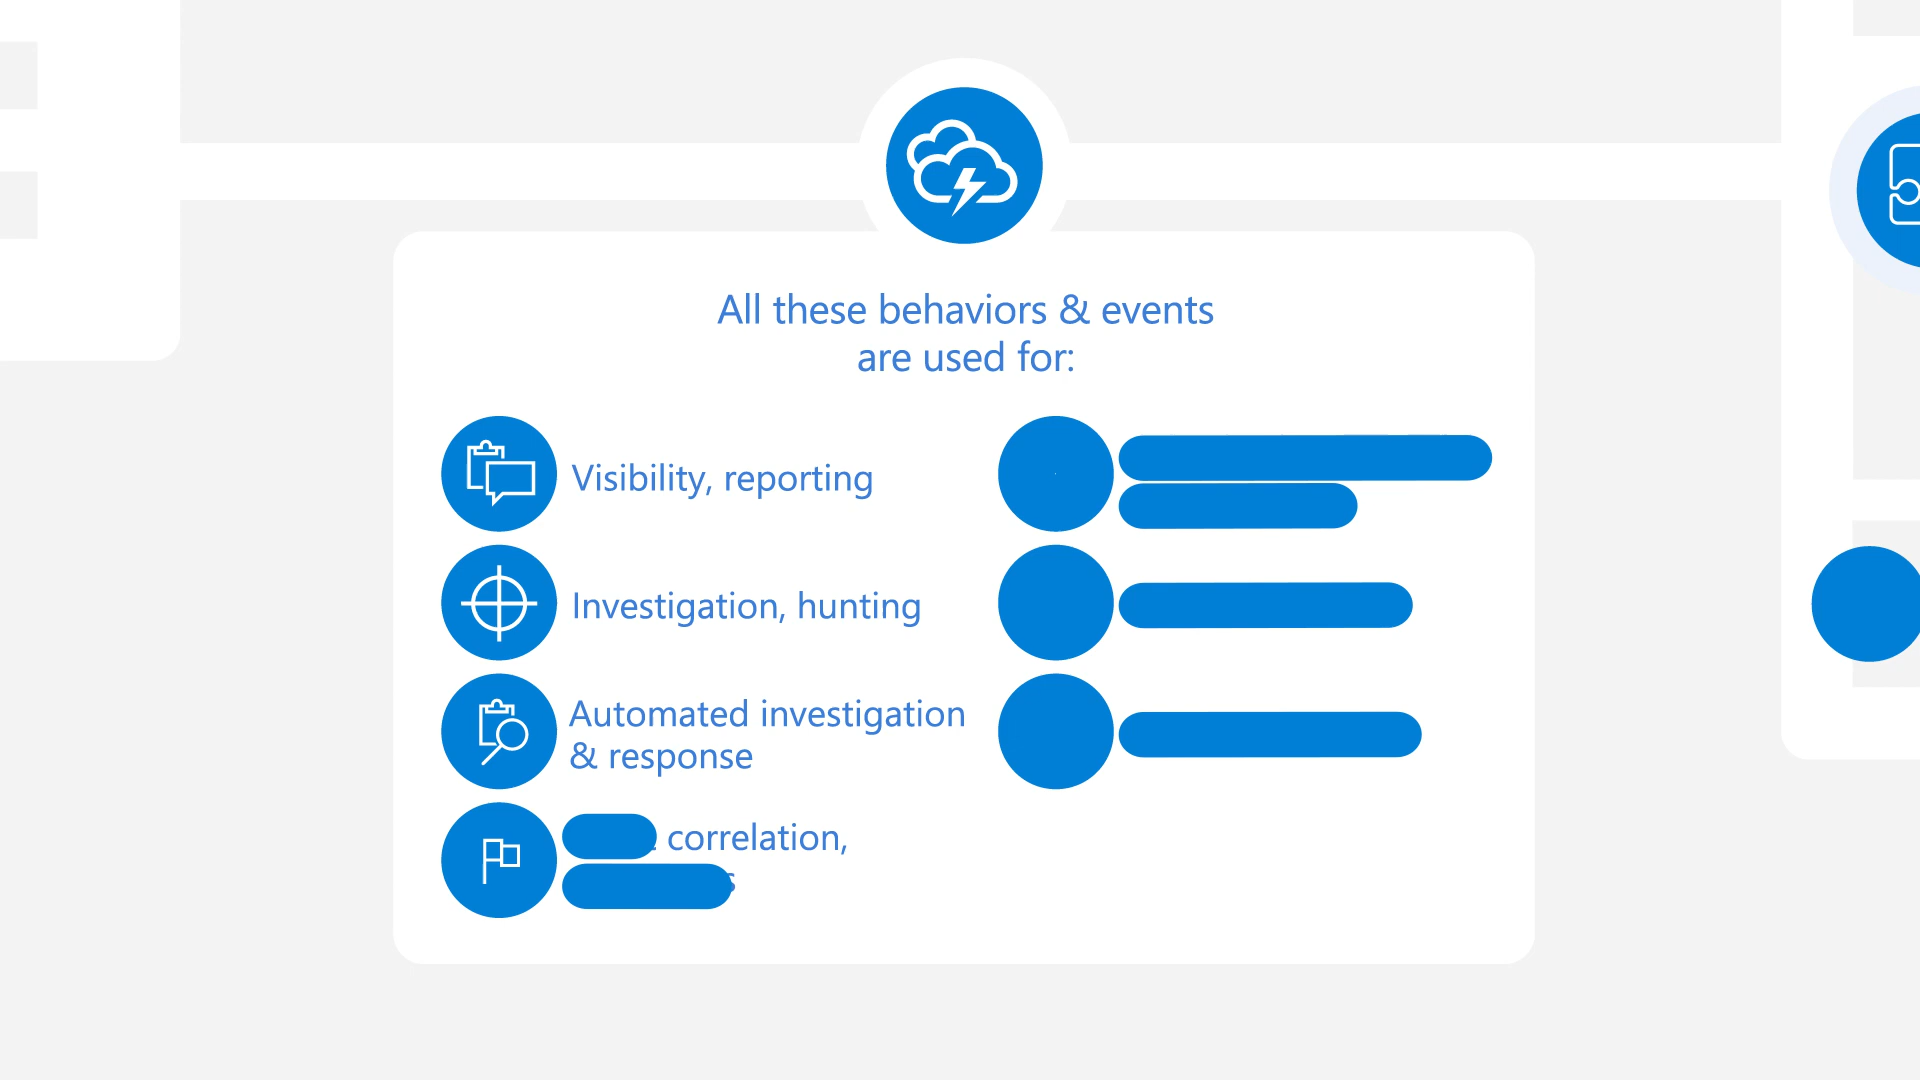 All these behaviors & events
are used for:
Visibility, reporting
Investigation, hunting
Automated investigation
& response
correlation,